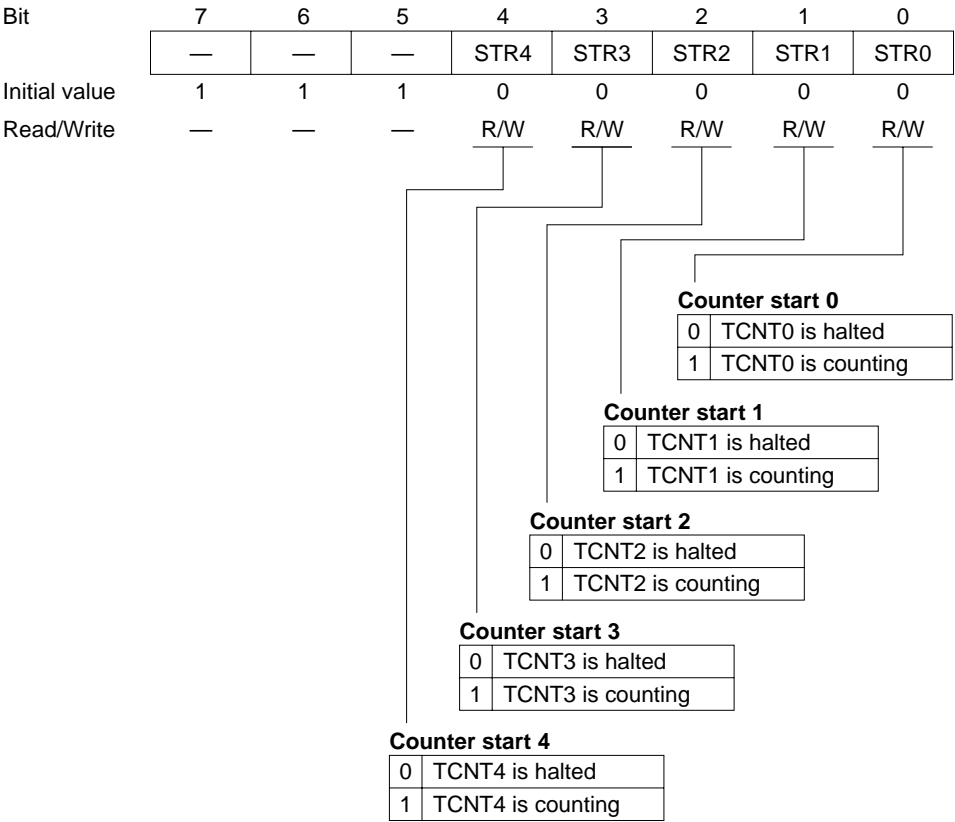 Bit 7 6 5 4 3 2 1 0
— — — STR4 STR3 STR2 STR1 STR0
Initial value 1 1 1 0 0 0 0 0
Read/Write — — — R/W R/W R/W R/W R/W
Counter start 0
0 TCNT0 is halted
1 TCNT0 is counting
Counter start 1
0 TCNT1 is halted
1 TCNT1 is counting
Counter start 2
0 TCNT2 is halted
1 TCNT2 is counting
Counter start 3
0 TCNT3 is halted
1 TCNT3 is counting
Counter start 4
0 TCNT4 is halted
1 TCNT4 is counting